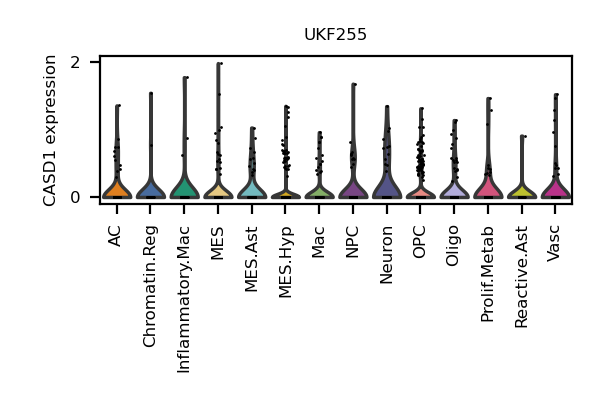 UKF255
CASD1 expression
2
0
AC
Chromatin.Reg
Inflammatory.Mac
MES
MES.Ast
MES.Hyp
Mac
NPC
Neuron
OPC
Oligo
Prolif.Metab
Reactive.Ast
Vasc